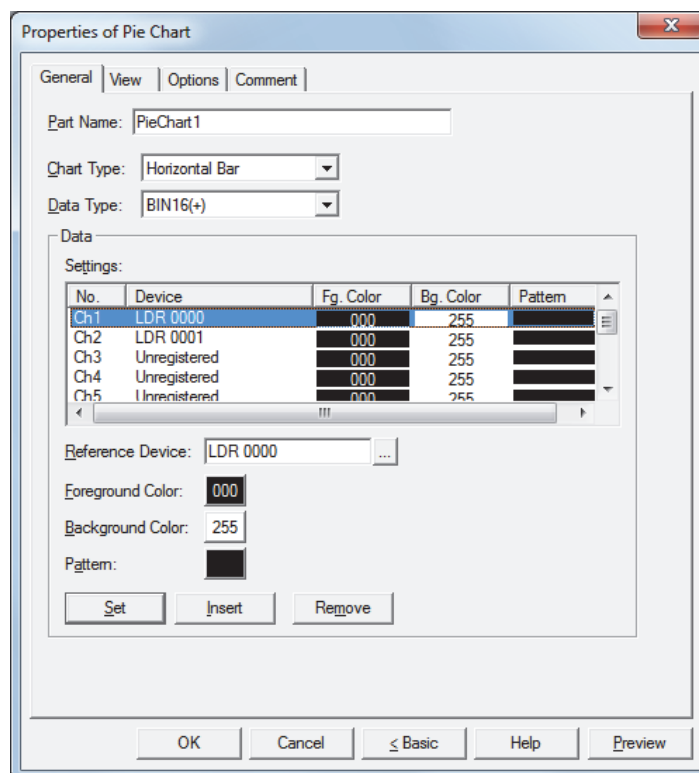 Properties of Pie Chart
General View Options Comment
Part Name: PieChart1
Chart Type: Horizontal Bar
Data Type: BIN16(+)
Data
Settings:
No. Device Fg. Color Bg. Color Pattern
Ch1 LDR 0000 000 255
Ch2 LDR 0001 000 255
Ch3 Unregistered 000 255
Ch4 Unregistered 000 255
Ch5 Unregistered 000 255
Reference Device: LDR 0000 ...
Foreground Color: 000
Background Color: 255
Pattern:
Set Insert Remove
OK Cancel < Basic Help Preview